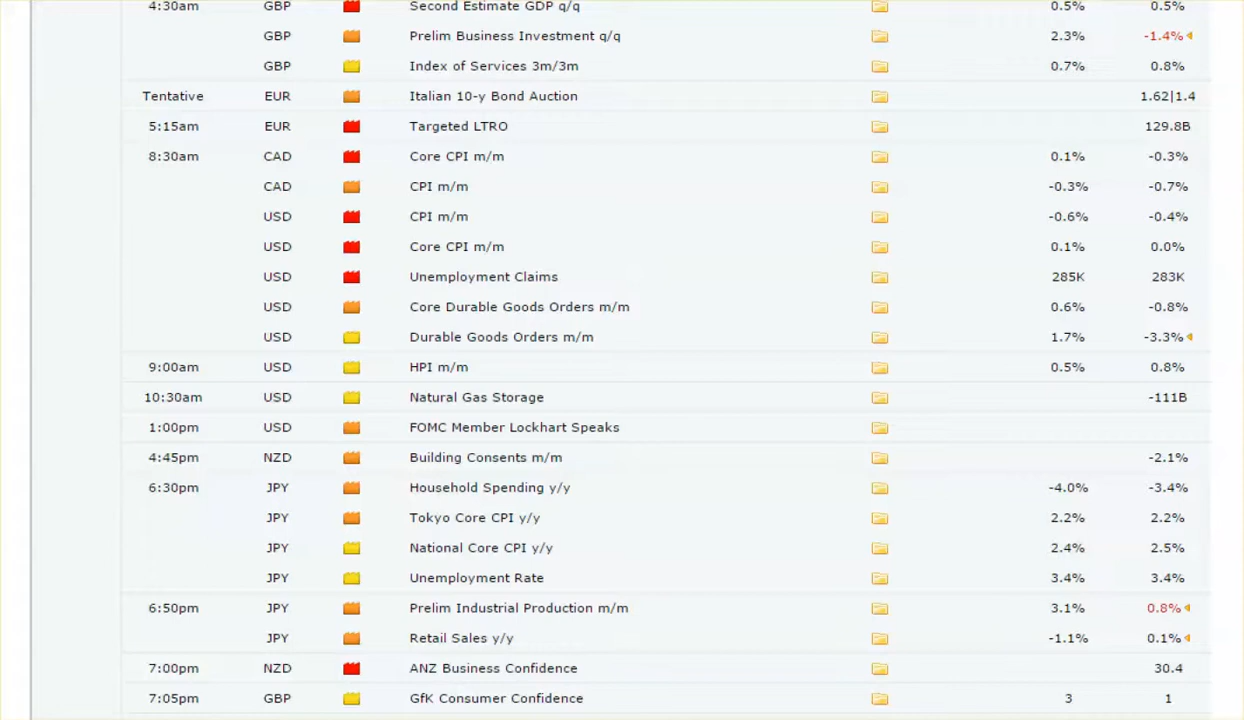 4:30am GBP Second Estimate GDP q/q 0.5% 0.5%
GBP Prelim Business Investment q/q 2.3% -1.4%
GBP Index of Services 3m/3m 0.7% 0.8%
Tentative EUR Italian 10-y Bond Auction 1.62|1.4
5:15am EUR Targeted LTRO 129.8B
8:30am CAD Core CPI m/m 0.1% -0.3%
CAD CPI m/m -0.3% -0.7%
USD CPI m/m -0.6% -0.4%
USD Core CPI m/m 0.1% 0.0%
USD Unemployment Claims 285K 283K
USD Core Durable Goods Orders m/m 0.6% -0.8%
USD Durable Goods Orders m/m 1.7% -3.3%
9:00am USD HPI m/m 0.5% 0.8%
10:30am USD Natural Gas Storage -111B
1:00pm USD FOMC Member Lockhart Speaks
4:45pm NZD Building Consents m/m -2.1%
6:30pm JPY Household Spending y/y -4.0% -3.4%
JPY Tokyo Core CPI y/y 2.2% 2.2%
JPY National Core CPI y/y 2.4% 2.5%
JPY Unemployment Rate 3.4% 3.4%
6:50pm JPY Prelim Industrial Production m/m 3.1% 0.8%
JPY Retail Sales y/y -1.1% 0.1%
7:00pm NZD ANZ Business Confidence 30.4
7:05pm GBP GfK Consumer Confidence 3 1